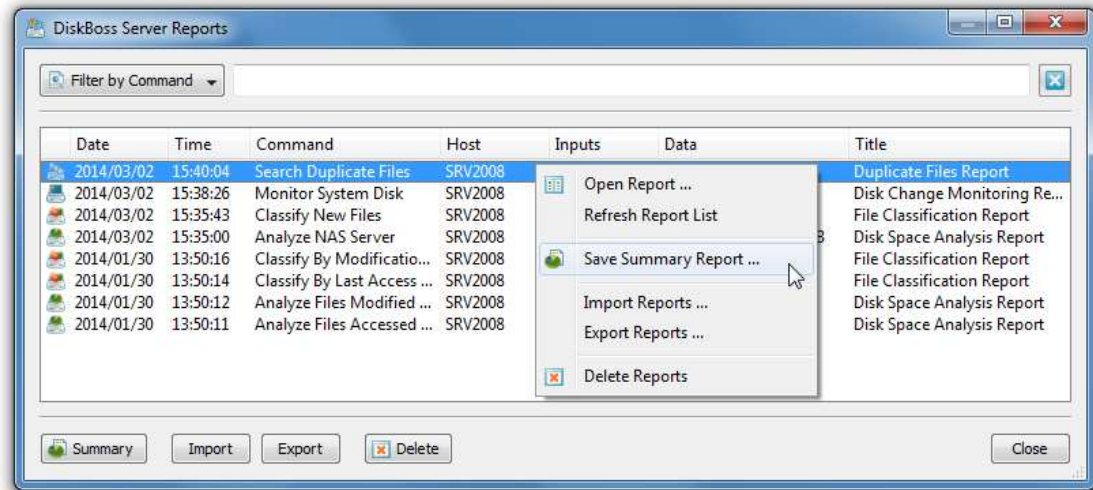 DiskBoss Server Reports
Filter by Command
Date Time Command Host Inputs Data Title
2014/03/02 15:40:04 Search Duplicate Files SRV2008 Duplicate Files Report
2014/03/02 15:38:26 Monitor System Disk SRV2008 Disk Change Monitoring Re...
2014/03/02 15:35:43 Classify New Files SRV2008 File Classification Report
2014/03/02 15:35:00 Analyze NAS Server SRV2008 Disk Space Analysis Report
2014/01/30 13:50:16 Classify By Modificatio... SRV2008 File Classification Report
2014/01/30 13:50:14 Classify By Last Access ... SRV2008 File Classification Report
2014/01/30 13:50:12 Analyze Files Modified ... SRV2008 Disk Space Analysis Report
2014/01/30 13:50:11 Analyze Files Accessed ... SRV2008 Disk Space Analysis Report
Open Report ...
Refresh Report List
Save Summary Report ...
Import Reports ...
Export Reports ...
Delete Reports
Summary Import Export Delete Close